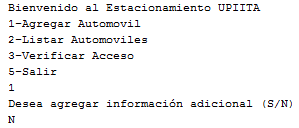 Bienvenido al Estacionamiento UPIITA
1-Agregar Automovil
2-Listar Automoviles
3-Verificar Acceso
5-Salir
1
Desea agregar información adicional (S/N)
N